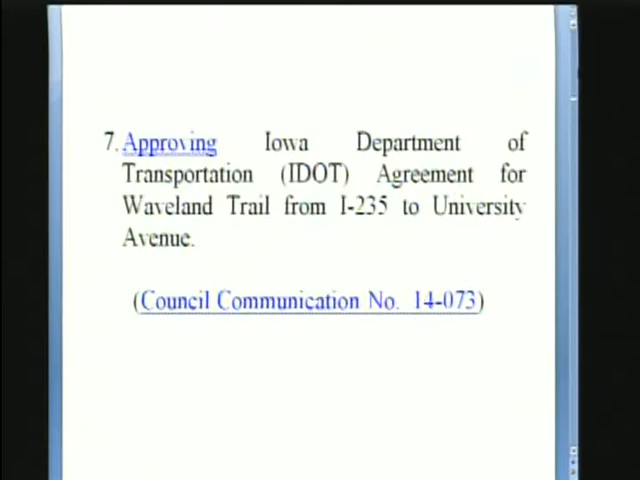 7. Approving Iowa Department of
Transportation (IDOT) Agreement for
Waveland Trail from I-235 to University
Avenue.
(Council Communication No. 14-073)